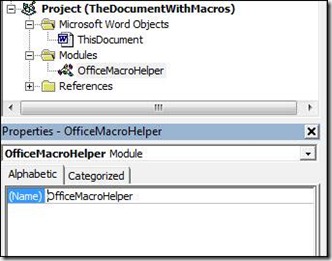 Project (TheDocumentWithMacros)
Microsoft Word Objects
ThisDocument
Modules
OfficeMacroHelper
References
Properties - OfficeMacroHelper
OfficeMacroHelper Module
Alphabetic Categorized
(Name) OfficeMacroHelper